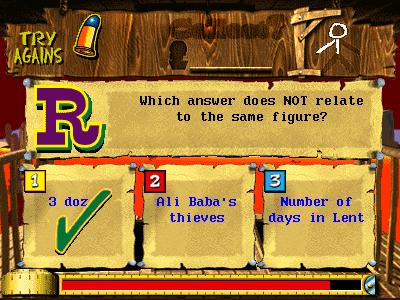 TRY
AGAINS
R
Which answer does NOT relate
to the same figure?
1
3 doz
2
Ali Baba's
thieves
3
Number of
days in Lent